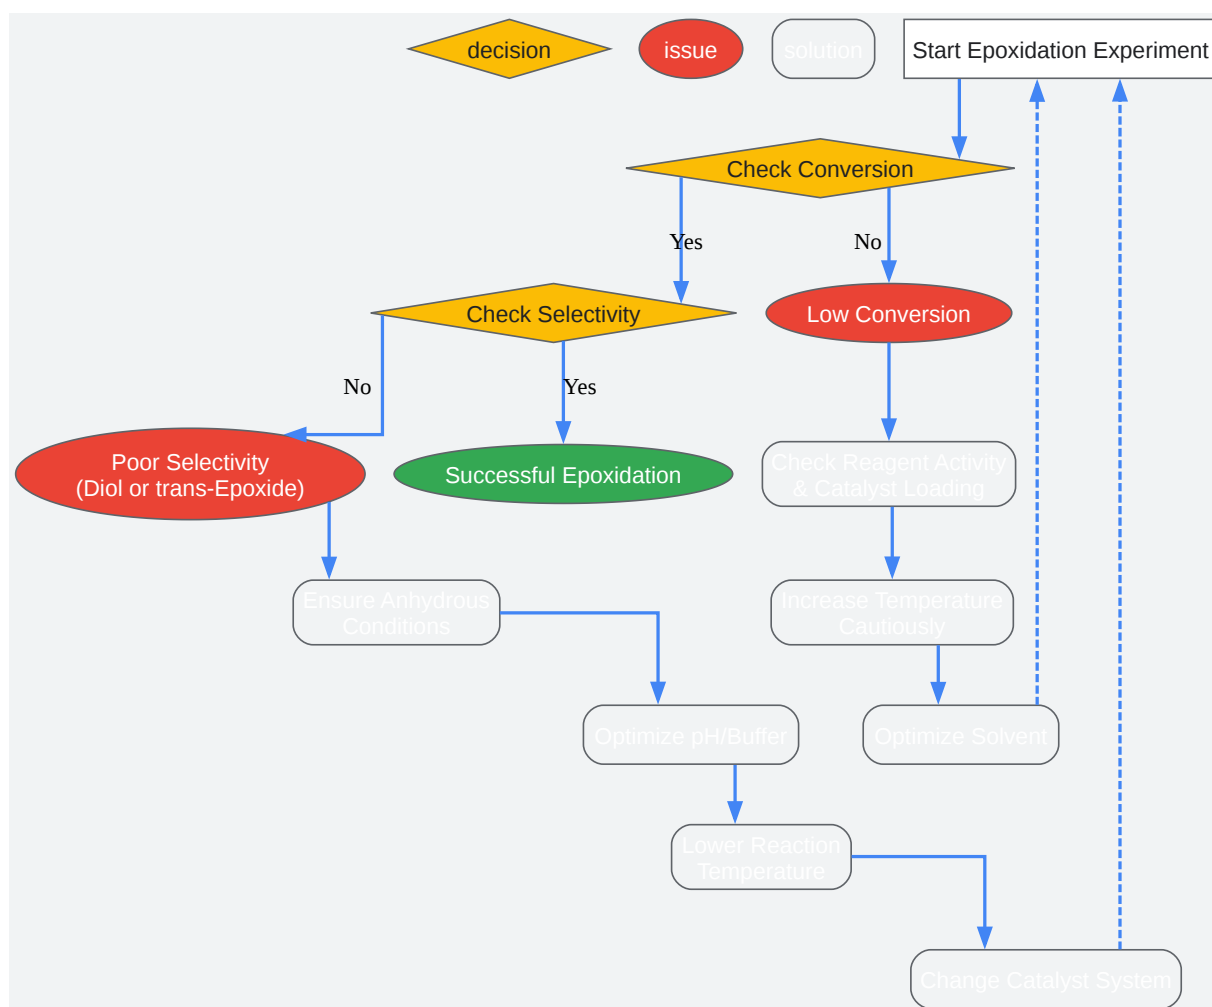 decision
issue
solution
Start Epoxidation Experiment
Check Conversion
Yes
No
Check Selectivity
Low Conversion
No
Yes
Poor Selectivity
(Diol or trans-Epoxide)
Successful Epoxidation
Check Reagent Activity
& Catalyst Loading
Ensure Anhydrous
Conditions
Increase Temperature
Cautiously
Optimize pH/Buffer
Optimize Solvent
Lower Reaction
Temperature
Change Catalyst System